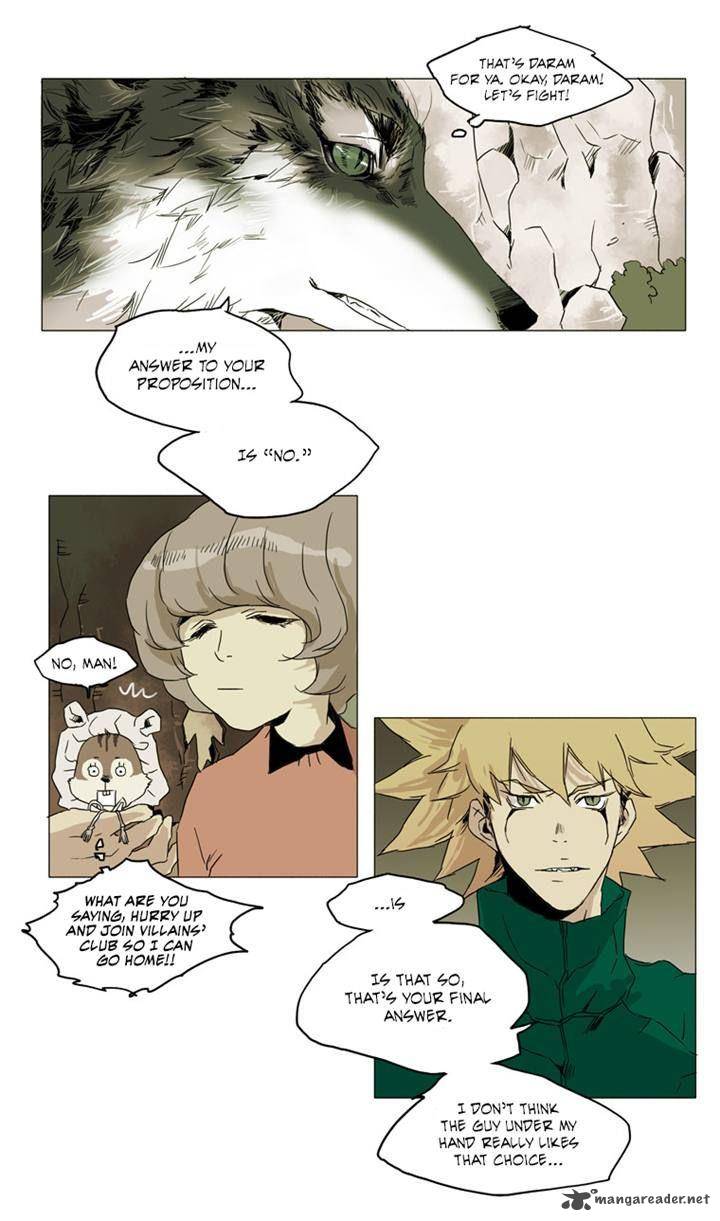 THAT'S DARAM
FOR YA. OKAY, DARAM!
LET'S FIGHT!
...MY
ANSWER TO YOUR
PROPOSITION...
IS "NO."
NO, MAN!
WHAT ARE YOU
SAYING, HURRY UP
AND JOIN VILLAINS'
CLUB SO I CAN
GO HOME!!
...IS
IS THAT SO,
THAT'S YOUR FINAL
ANSWER.
I DON'T THINK
THE GUY UNDER MY
HAND REALLY LIKES
THAT CHOICE...
mangareader.net